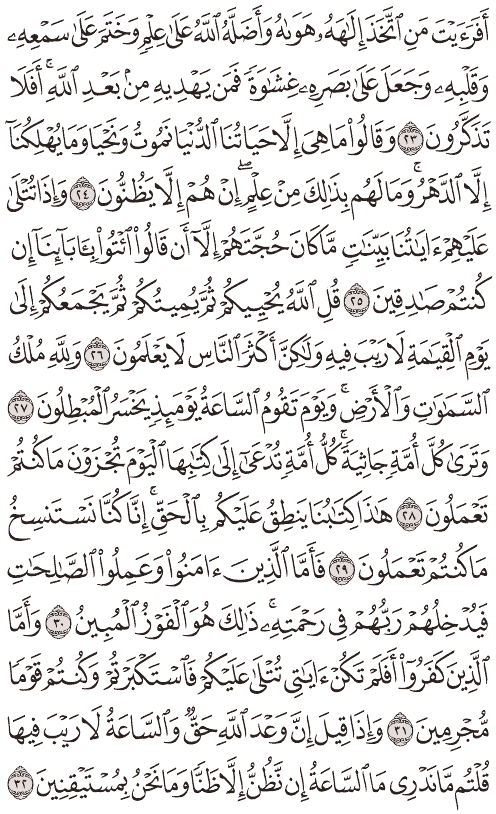 أَفَرَءَيْتَ مَنِ ٱتَّخَذَ إِلَٰهَهُۥ هَوَىٰهُ وَأَضَلَّهُ ٱللَّهُ عَلَىٰ عِلْمٍ وَخَتَمَ عَلَىٰ سَمْعِهِۦ
وَقَلْبِهِۦ وَجَعَلَ عَلَىٰ بَصَرِهِۦ غِشَٰوَةً فَمَن يَهْدِيهِ مِنۢ بَعْدِ ٱللَّهِ ۚ أَفَلَا
تَذَكَّرُونَ ٢٣ وَقَالُوا۟ مَا هِىَ إِلَّا حَيَاتُنَا ٱلدُّنْيَا نَمُوتُ وَنَحْيَا وَمَا يُهْلِكُنَآ
إِلَّا ٱلدَّهْرُ ۚ وَمَا لَهُم بِذَٰلِكَ مِنْ عِلْمٍ ۖ إِنْ هُمْ إِلَّا يَظُنُّونَ ٢٤ وَإِذَا تُتْلَىٰ
عَلَيْهِمْ ءَايَٰتُنَا بَيِّنَٰتٍ مَّا كَانَ حُجَّتَهُمْ إِلَّآ أَن قَالُوا۟ ٱئْتُوا۟ بِـَٔابَآئِنَآ إِن
كُنتُمْ صَٰدِقِينَ ٢٥ قُلِ ٱللَّهُ يُحْيِيكُمْ ثُمَّ يُمِيتُكُمْ ثُمَّ يَجْمَعُكُمْ إِلَىٰ
يَوْمِ ٱلْقِيَٰمَةِ لَا رَيْبَ فِيهِ وَلَٰكِنَّ أَكْثَرَ ٱلنَّاسِ لَا يَعْلَمُونَ ٢٦ وَلِلَّهِ مُلْكُ
ٱلسَّمَٰوَٰتِ وَٱلْأَرْضِ ۚ وَيَوْمَ تَقُومُ ٱلسَّاعَةُ يَوْمَئِذٍ يَخْسَرُ ٱلْمُبْطِلُونَ ٢٧
وَتَرَىٰ كُلَّ أُمَّةٍ جَاثِيَةً ۚ كُلُّ أُمَّةٍ تُدْعَىٰٓ إِلَىٰ كِتَٰبِهَا ٱلْيَوْمَ تُجْزَوْنَ مَا كُنتُمْ
تَعْمَلُونَ ٢٨ هَٰذَا كِتَٰبُنَا يَنطِقُ عَلَيْكُم بِٱلْحَقِّ ۚ إِنَّا كُنَّا نَسْتَنسِخُ
مَا كُنتُمْ تَعْمَلُونَ ٢٩ فَأَمَّا ٱلَّذِينَ ءَامَنُوا۟ وَعَمِلُوا۟ ٱلصَّٰلِحَٰتِ
فَيُدْخِلُهُمْ رَبُّهُمْ فِى رَحْمَتِهِۦ ۚ ذَٰلِكَ هُوَ ٱلْفَوْزُ ٱلْمُبِينُ ٣٠ وَأَمَّا
ٱلَّذِينَ كَفَرُوٓا۟ أَفَلَمْ تَكُنْ ءَايَٰتِى تُتْلَىٰ عَلَيْكُمْ فَٱسْتَكْبَرْتُمْ وَكُنتُمْ قَوْمًا
مُّجْرِمِينَ ٣١ وَإِذَا قِيلَ إِنَّ وَعْدَ ٱللَّهِ حَقٌّ وَٱلسَّاعَةُ لَا رَيْبَ فِيهَا
قُلْتُم مَّا نَدْرِى مَا ٱلسَّاعَةُ إِن نَّظُنُّ إِلَّا ظَنًّا وَمَا نَحْنُ بِمُسْتَيْقِنِينَ ٣٢